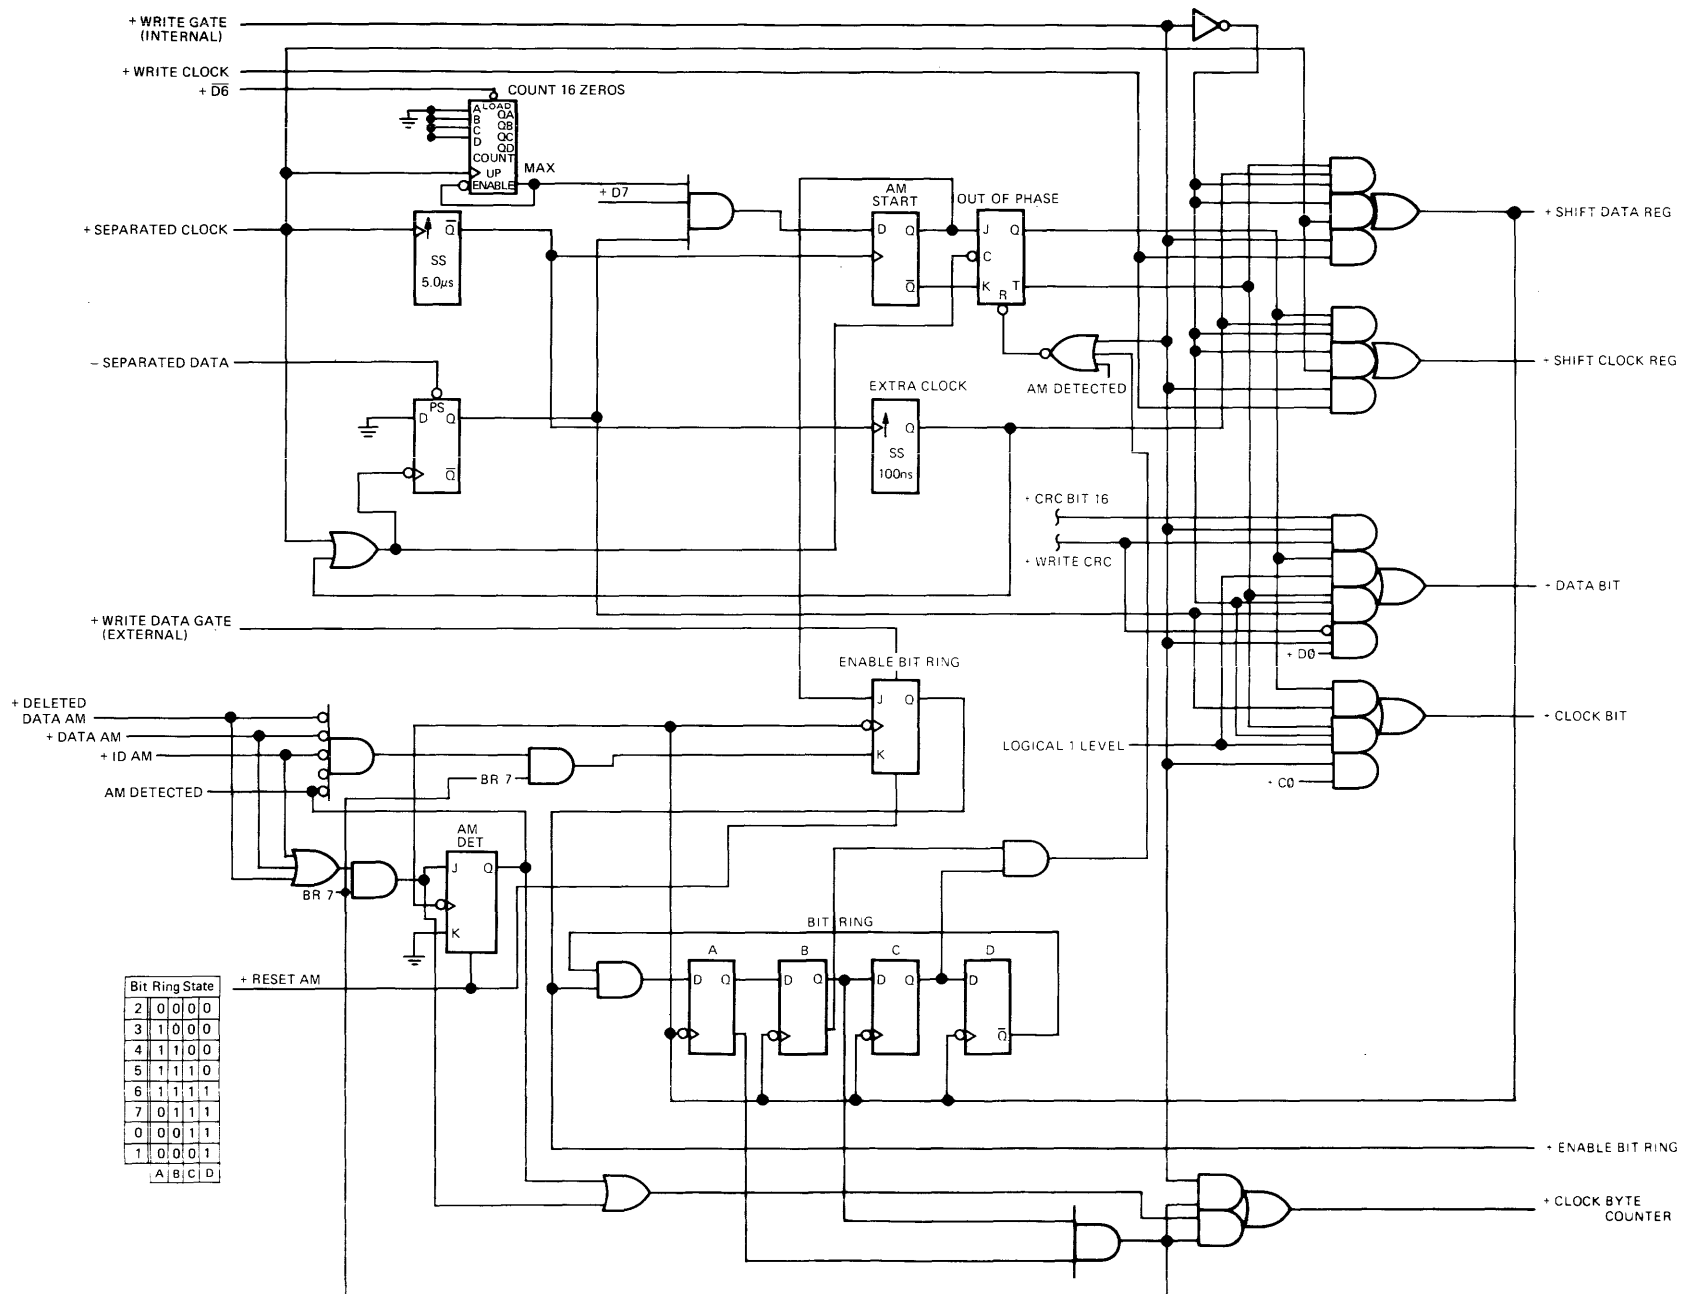 + WRITE GATE
(INTERNAL)
+ WRITE CLOCK
+ D6
COUNT 16 ZEROS
A LOAD QA
B QB
C QC
D QD
COUNT
UP
ENABLE
MAX
+ D7
+ SEPARATED CLOCK
Q
SS
5.0µs
AM
START
D Q
Q
OUT OF PHASE
J Q
C
K T
R
+ SHIFT DATA REG
− SEPARATED DATA
PS
D Q
Q
EXTRA CLOCK
Q
SS
100ns
AM DETECTED
+ SHIFT CLOCK REG
+ CRC BIT 16
+ WRITE CRC
+ DATA BIT
+ D0
+ WRITE DATA GATE
(EXTERNAL)
ENABLE BIT RING
J Q
K
+ DELETED
DATA AM
+ DATA AM
+ ID AM
AM DETECTED
BR 7
LOGICAL 1 LEVEL
+ CLOCK BIT
+ C0
AM
DET
J Q
K
BR 7
+ RESET AM
BIT RING
A B C D
D Q D Q D Q D
Q
Bit Ring State
2 0 0 0 0
3 1 0 0 0
4 1 1 0 0
5 1 1 1 0
6 1 1 1 1
7 0 1 1 1
0 0 0 1 1
1 0 0 0 1
A B C D
+ ENABLE BIT RING
+ CLOCK BYTE
COUNTER